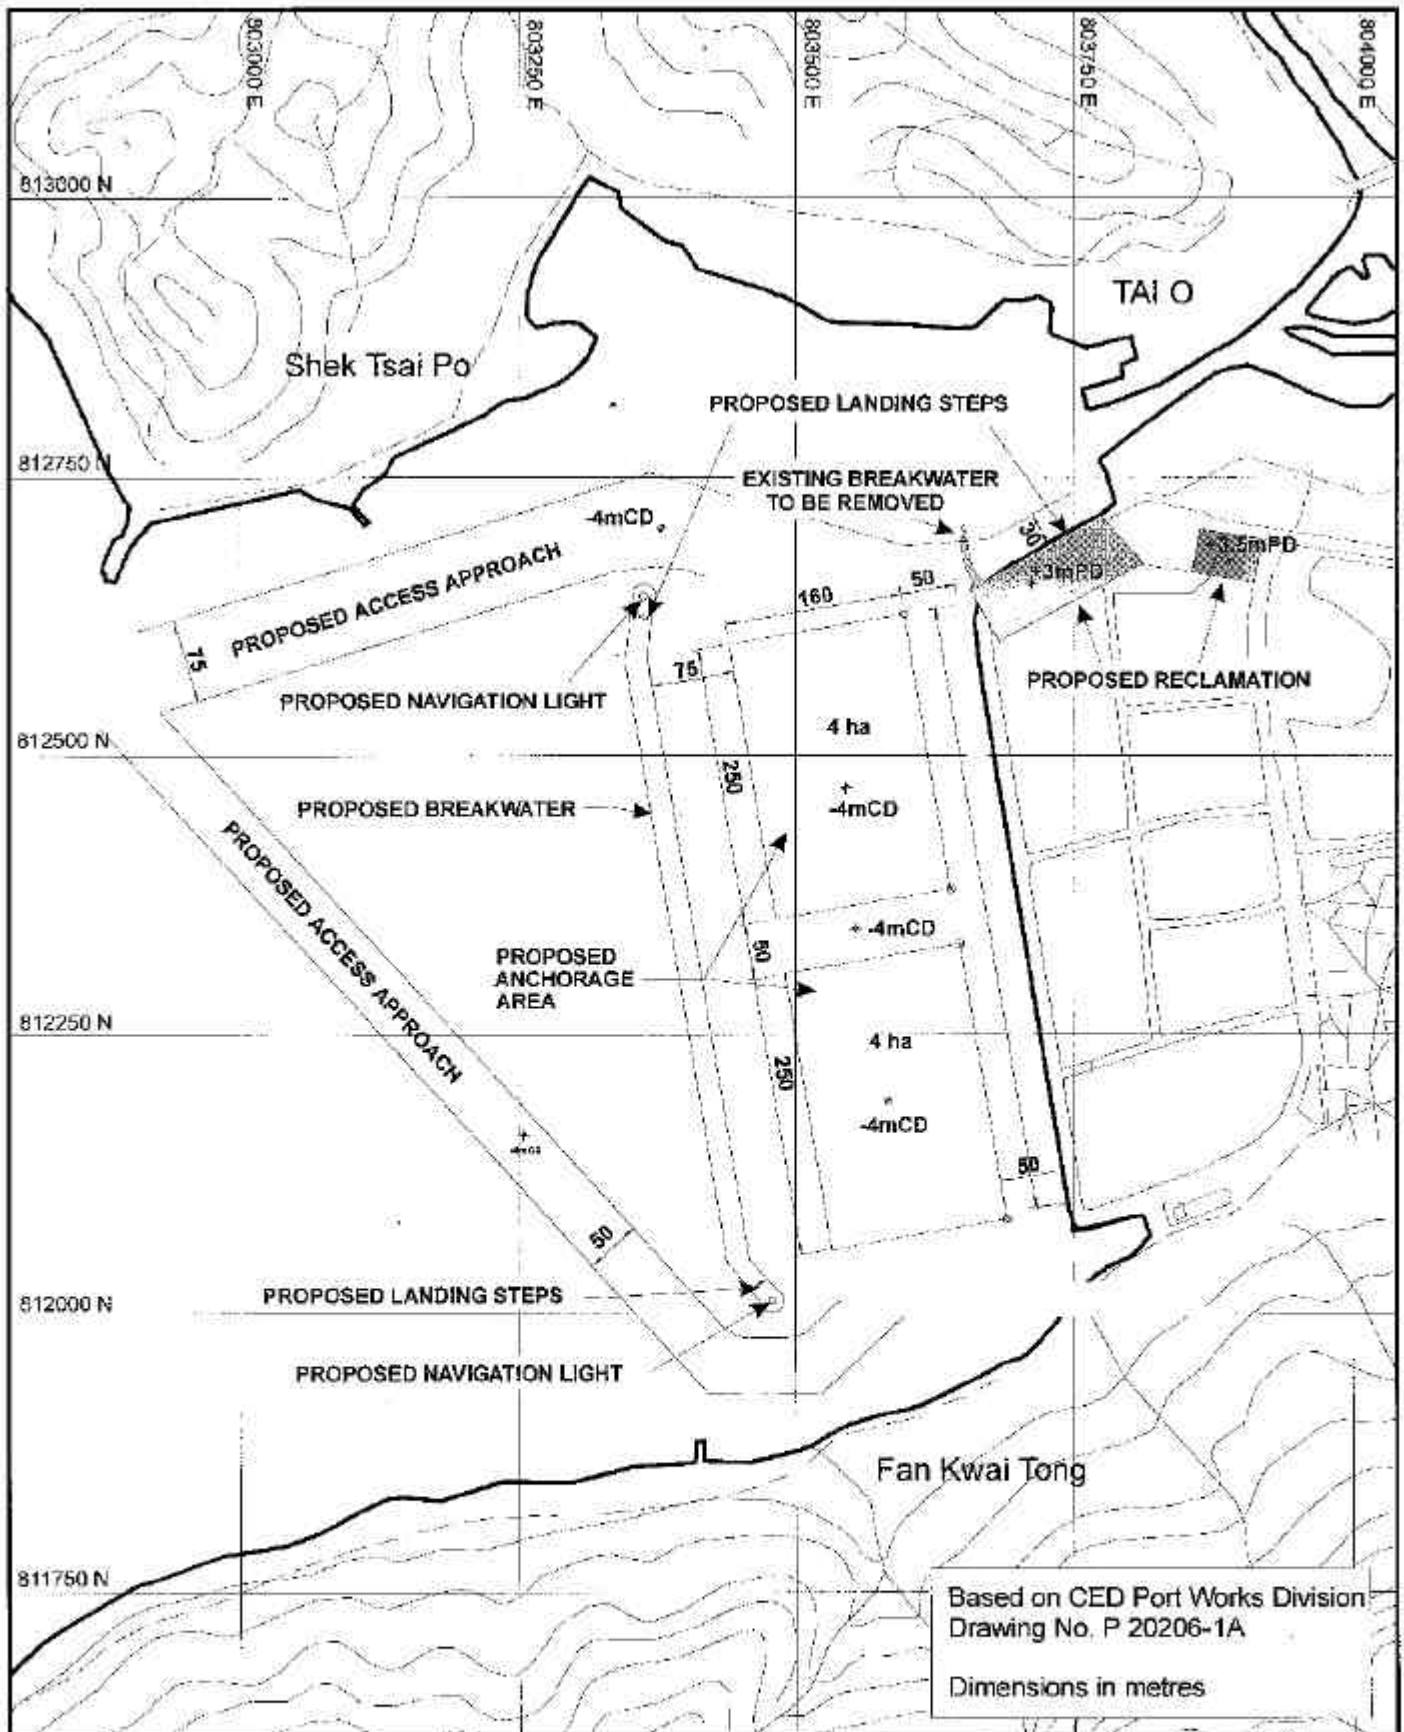 803000 E
803250 E
803500 E
803750 E
804000 E
813000 N
TAI O
Shek Tsai Po
PROPOSED LANDING STEPS
812750 N
EXISTING BREAKWATER
TO BE REMOVED
-4mCD
30
+3.5mPD
+3mPD
PROPOSED ACCESS APPROACH
50
160
75
75
PROPOSED RECLAMATION
PROPOSED NAVIGATION LIGHT
4 ha
812500 N
250
-4mCD
PROPOSED BREAKWATER
PROPOSED ACCESS APPROACH
-4mCD
50
PROPOSED
ANCHORAGE
AREA
812250 N
4 ha
250
-4mCD
-4mCD
50
50
PROPOSED LANDING STEPS
812000 N
PROPOSED NAVIGATION LIGHT
Fan Kwai Tong
811750 N
Based on CED Port Works Division
Drawing No. P 20206-1A
Dimensions in metres